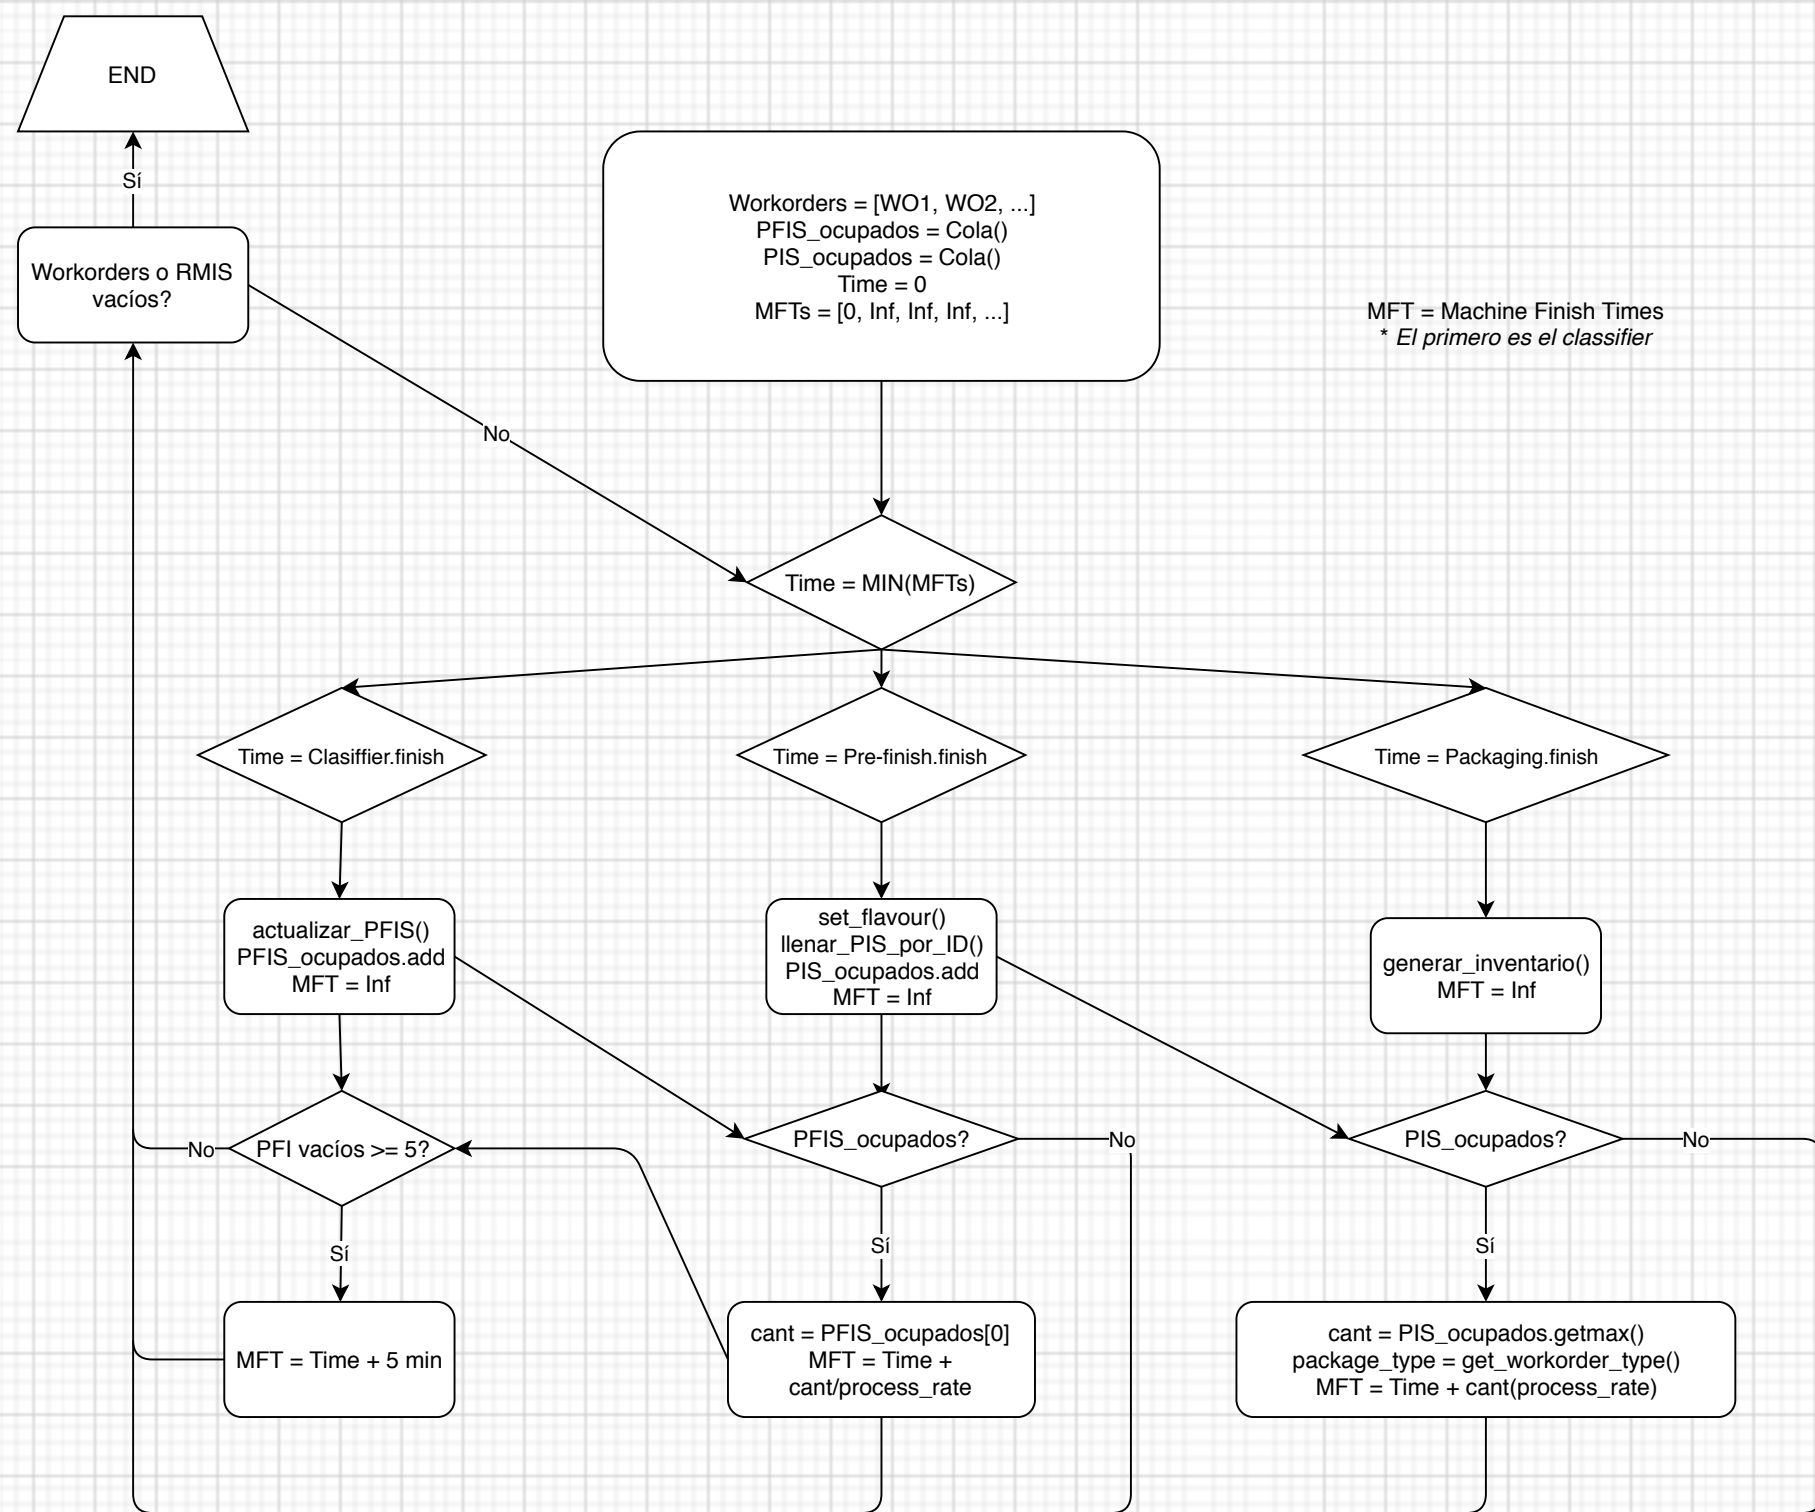 END
Sí
Workorders o RMIS
vacíos?
Workorders = [WO1, WO2, ...]
PFIS_ocupados = Cola()
PIS_ocupados = Cola()
Time = 0
MFTs = [0, Inf, Inf, Inf, ...]
MFT = Machine Finish Times
* El primero es el classifier
No
Time = MIN(MFTs)
Time = Clasiffier.finish
Time = Pre-finish.finish
Time = Packaging.finish
actualizar_PFIS()
PFIS_ocupados.add
MFT = Inf
set_flavour()
llenar_PIS_por_ID()
PIS_ocupados.add
MFT = Inf
generar_inventario()
MFT = Inf
No
PFI vacíos >= 5?
PFIS_ocupados?
No
PIS_ocupados?
No
Sí
Sí
Sí
MFT = Time + 5 min
cant = PFIS_ocupados[0]
MFT = Time +
cant/process_rate
cant = PIS_ocupados.getmax()
package_type = get_workorder_type()
MFT = Time + cant(process_rate)